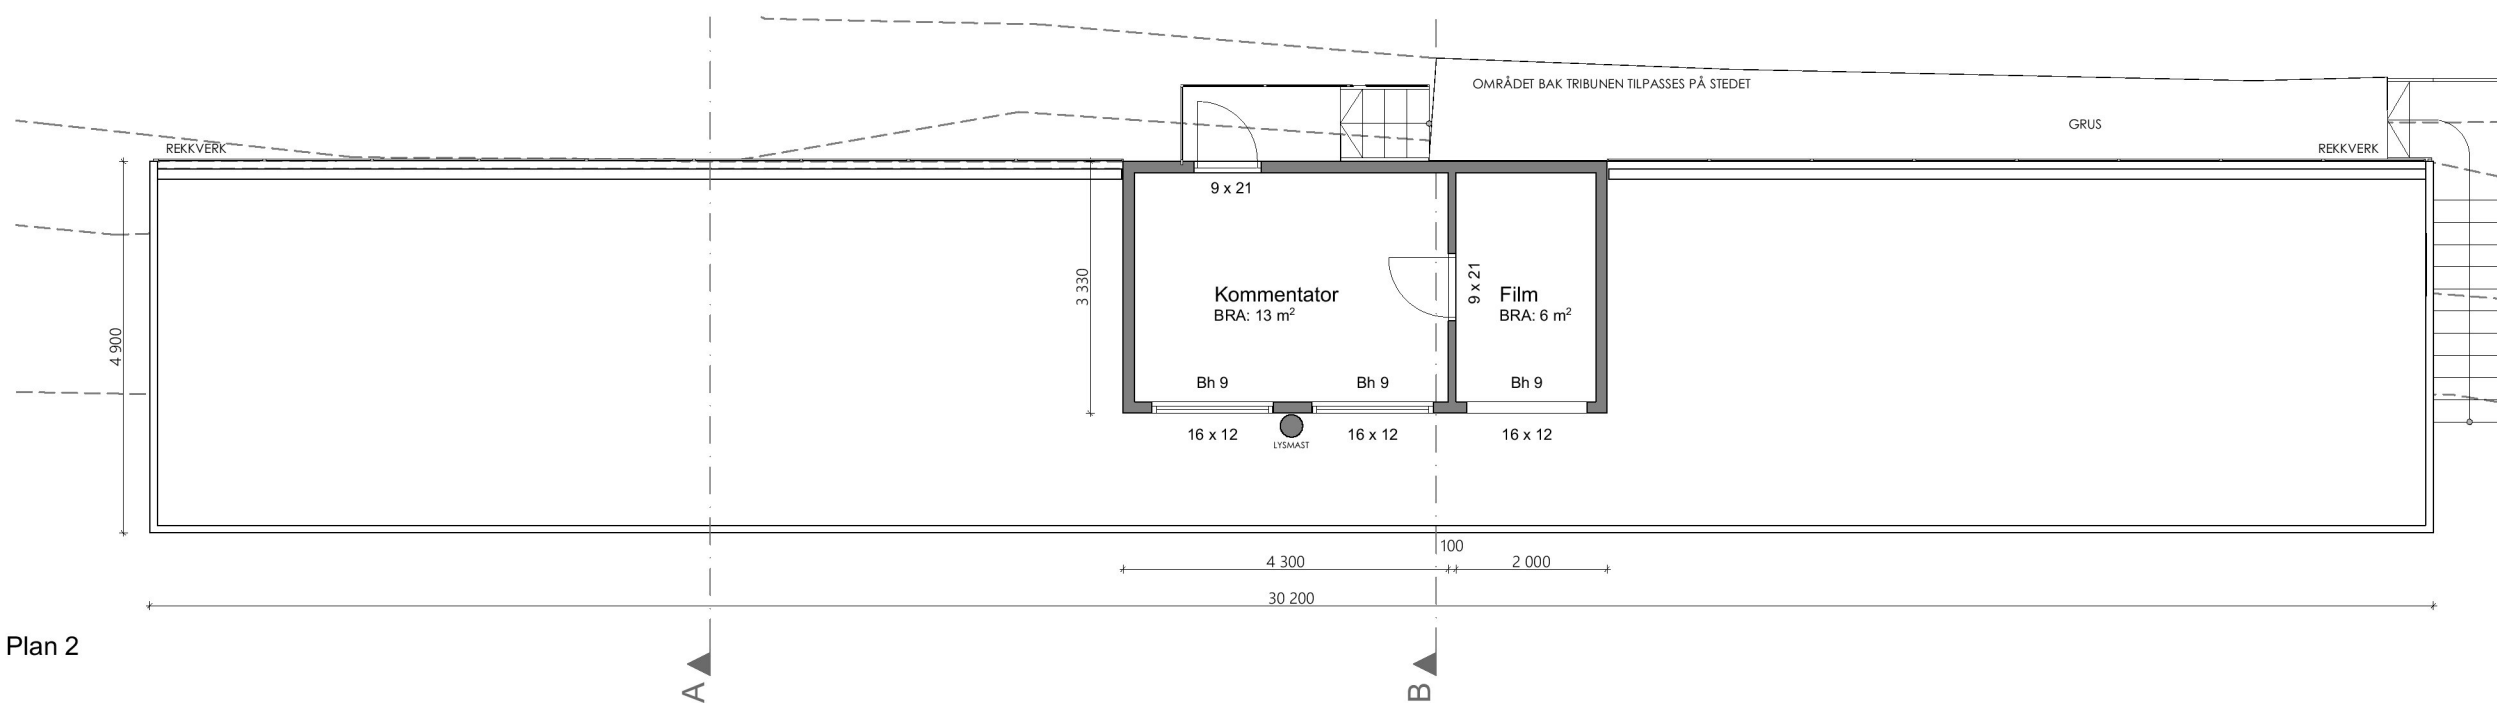 OMRÅDET BAK TRIBUNEN TILPASSES PÅ STEDET
GRUS
REKKVERK
REKKVERK
9 x 21
3 330
4 900
Kommentator
BRA: 13 m²
9 x 21
Film
BRA: 6 m²
Bh 9
Bh 9
Bh 9
16 x 12
16 x 12
16 x 12
LYSMAST
100
4 300
2 000
30 200
Plan 2
A
B